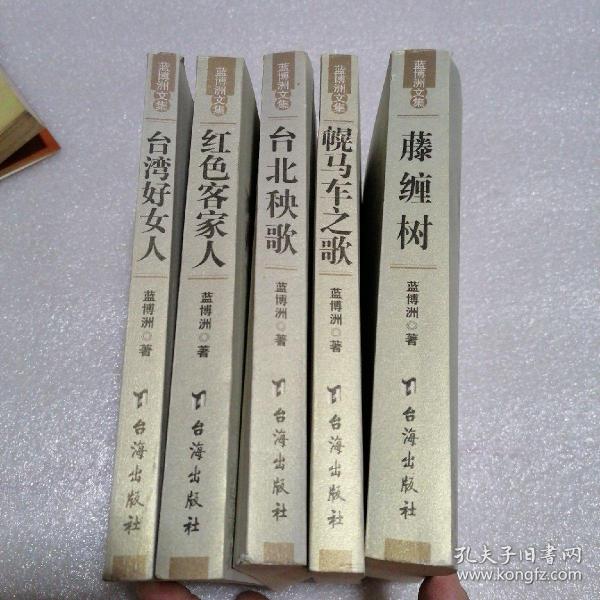 蓝博洲文集
台湾好女人
蓝博洲◎著
台海出版社
蓝博洲文集
红色客家人
蓝博洲◎著
台海出版社
蓝博洲文集
台北秧歌
蓝博洲◎著
台海出版社
蓝博洲文集
幌马车之歌
蓝博洲◎著
台海出版社
蓝博洲文集
藤缠树
蓝博洲◎著
台海出版社
孔夫子旧书网
www.kongfz.com